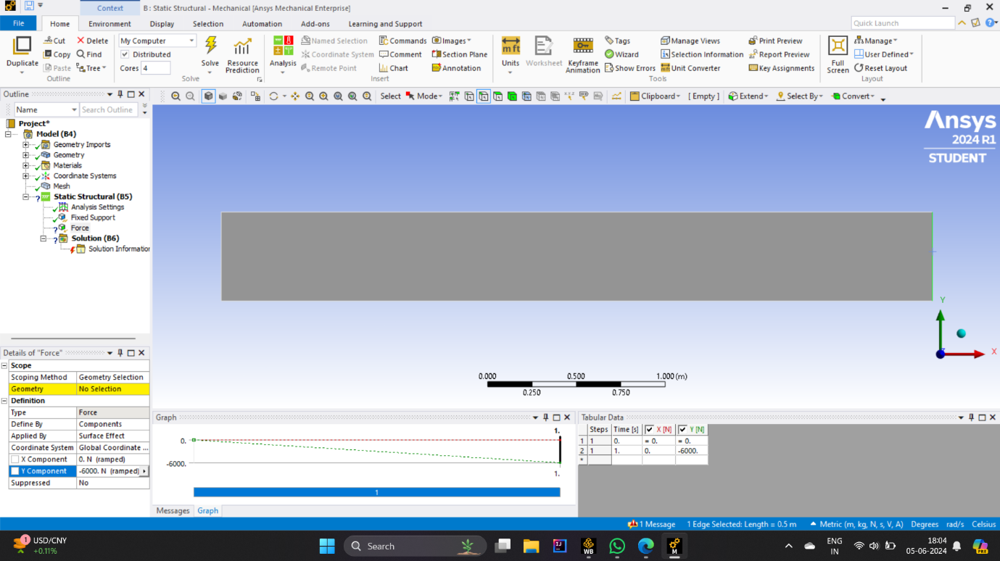 Context
B : Static Structural - Mechanical [Ansys Mechanical Enterprise]
File Home Environment Display Selection Automation Add-ons Learning and Support Quick Launch
Duplicate
Cut
Copy
Paste
Delete
Find
Tree
Outline
My Computer
Distributed
Cores 4
Solve
Resource
Prediction
Solve
Analysis
Named Selection
Coordinate System
Remote Point
Commands
Comment
Chart
Images
Section Plane
Annotation
Insert
Units
mft
Worksheet
Keyframe
Animation
Tags
Wizard
Show Errors
Manage Views
Selection Information
Unit Converter
Print Preview
Report Preview
Key Assignments
Tools
Full
Screen
Manage
User Defined
Reset Layout
Layout
Outline
Name Search Outline
Select Mode Clipboard [ Empty ] Extend Select By Convert
Project*
Model (B4)
Geometry Imports
Geometry
Materials
Coordinate Systems
Mesh
Static Structural (B5)
Analysis Settings
Fixed Support
Force
Solution (B6)
Solution Information
Ansys
2024 R1
STUDENT
Y
X
0.000 0.500 1.000 (m)
0.250 0.750
Details of "Force"
Scope
Scoping Method Geometry Selection
Geometry No Selection
Definition
Type Force
Define By Components
Applied By Surface Effect
Coordinate System Global Coordinate ...
X Component 0. N (ramped)
Y Component -6000. N (ramped)
Suppressed No
Graph
1.
0.
-6000.
1.
1
Messages Graph
Tabular Data
Steps Time [s] X [N] Y [N]
1 1 0. = 0. = 0.
2 1 1. 0. -6000.
*
1 Message 1 Edge Selected: Length = 0.5 m Metric (m, kg, N, s, V, A) Degrees rad/s Celsius
1
USD/CNY
+0.11%
Search
IJ
WB
M
ENG
IN
18:04
05-06-2024
PRE